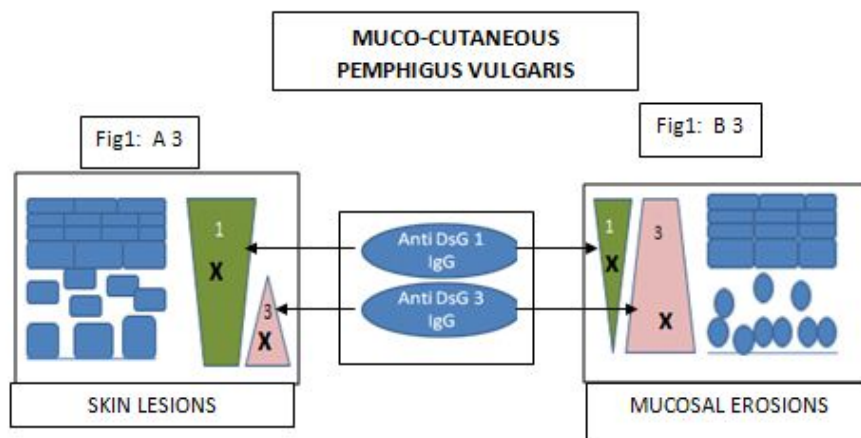 MUCO-CUTANEOUS
PEMPHIGUS VULGARIS
Fig1: A 3
Fig1: B 3
1
X
3
X
Anti DsG 1
IgG
Anti DsG 3
IgG
1
X
3
X
SKIN LESIONS
MUCOSAL EROSIONS